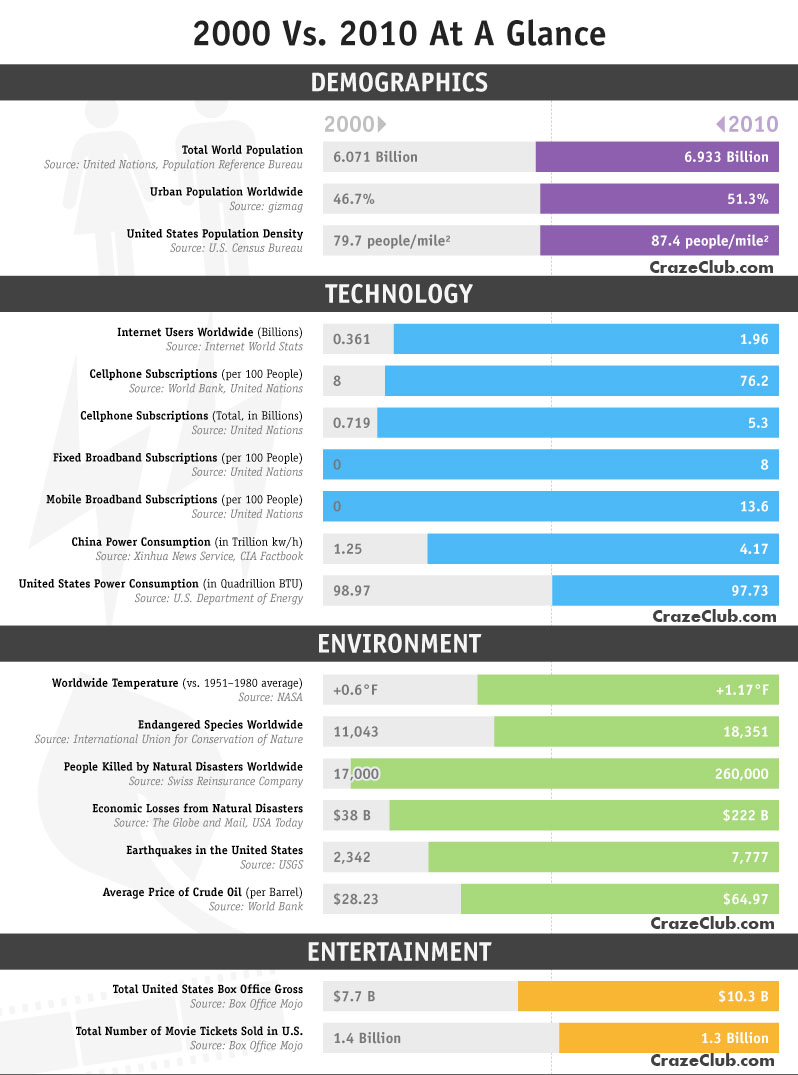 2000 Vs. 2010 At A Glance
DEMOGRAPHICS
2000 2010
Total World Population 6.071 Billion 6.933 Billion
Source: United Nations, Population Reference Bureau
Urban Population Worldwide 46.7% 51.3%
Source: gizmag
United States Population Density 79.7 people/mile² 87.4 people/mile²
Source: U.S. Census Bureau
CrazeClub.com
TECHNOLOGY
Internet Users Worldwide (Billions) 0.361 1.96
Source: Internet World Stats
Cellphone Subscriptions (per 100 People) 8 76.2
Source: World Bank, United Nations
Cellphone Subscriptions (Total, in Billions) 0.719 5.3
Source: United Nations
Fixed Broadband Subscriptions (per 100 People) 0 8
Source: United Nations
Mobile Broadband Subscriptions (per 100 People) 0 13.6
Source: United Nations
China Power Consumption (in Trillion kw/h) 1.25 4.17
Source: Xinhua News Service, CIA Factbook
United States Power Consumption (in Quadrillion BTU) 98.97 97.73
Source: U.S. Department of Energy
CrazeClub.com
ENVIRONMENT
Worldwide Temperature (vs. 1951–1980 average) +0.6°F +1.17°F
Source: NASA
Endangered Species Worldwide 11,043 18,351
Source: International Union for Conservation of Nature
People Killed by Natural Disasters Worldwide 17,000 260,000
Source: Swiss Reinsurance Company
Economic Losses from Natural Disasters $38 B $222 B
Source: The Globe and Mail, USA Today
Earthquakes in the United States 2,342 7,777
Source: USGS
Average Price of Crude Oil (per Barrel) $28.23 $64.97
Source: World Bank
CrazeClub.com
ENTERTAINMENT
Total United States Box Office Gross $7.7 B $10.3 B
Source: Box Office Mojo
Total Number of Movie Tickets Sold in U.S. 1.4 Billion 1.3 Billion
Source: Box Office Mojo
CrazeClub.com